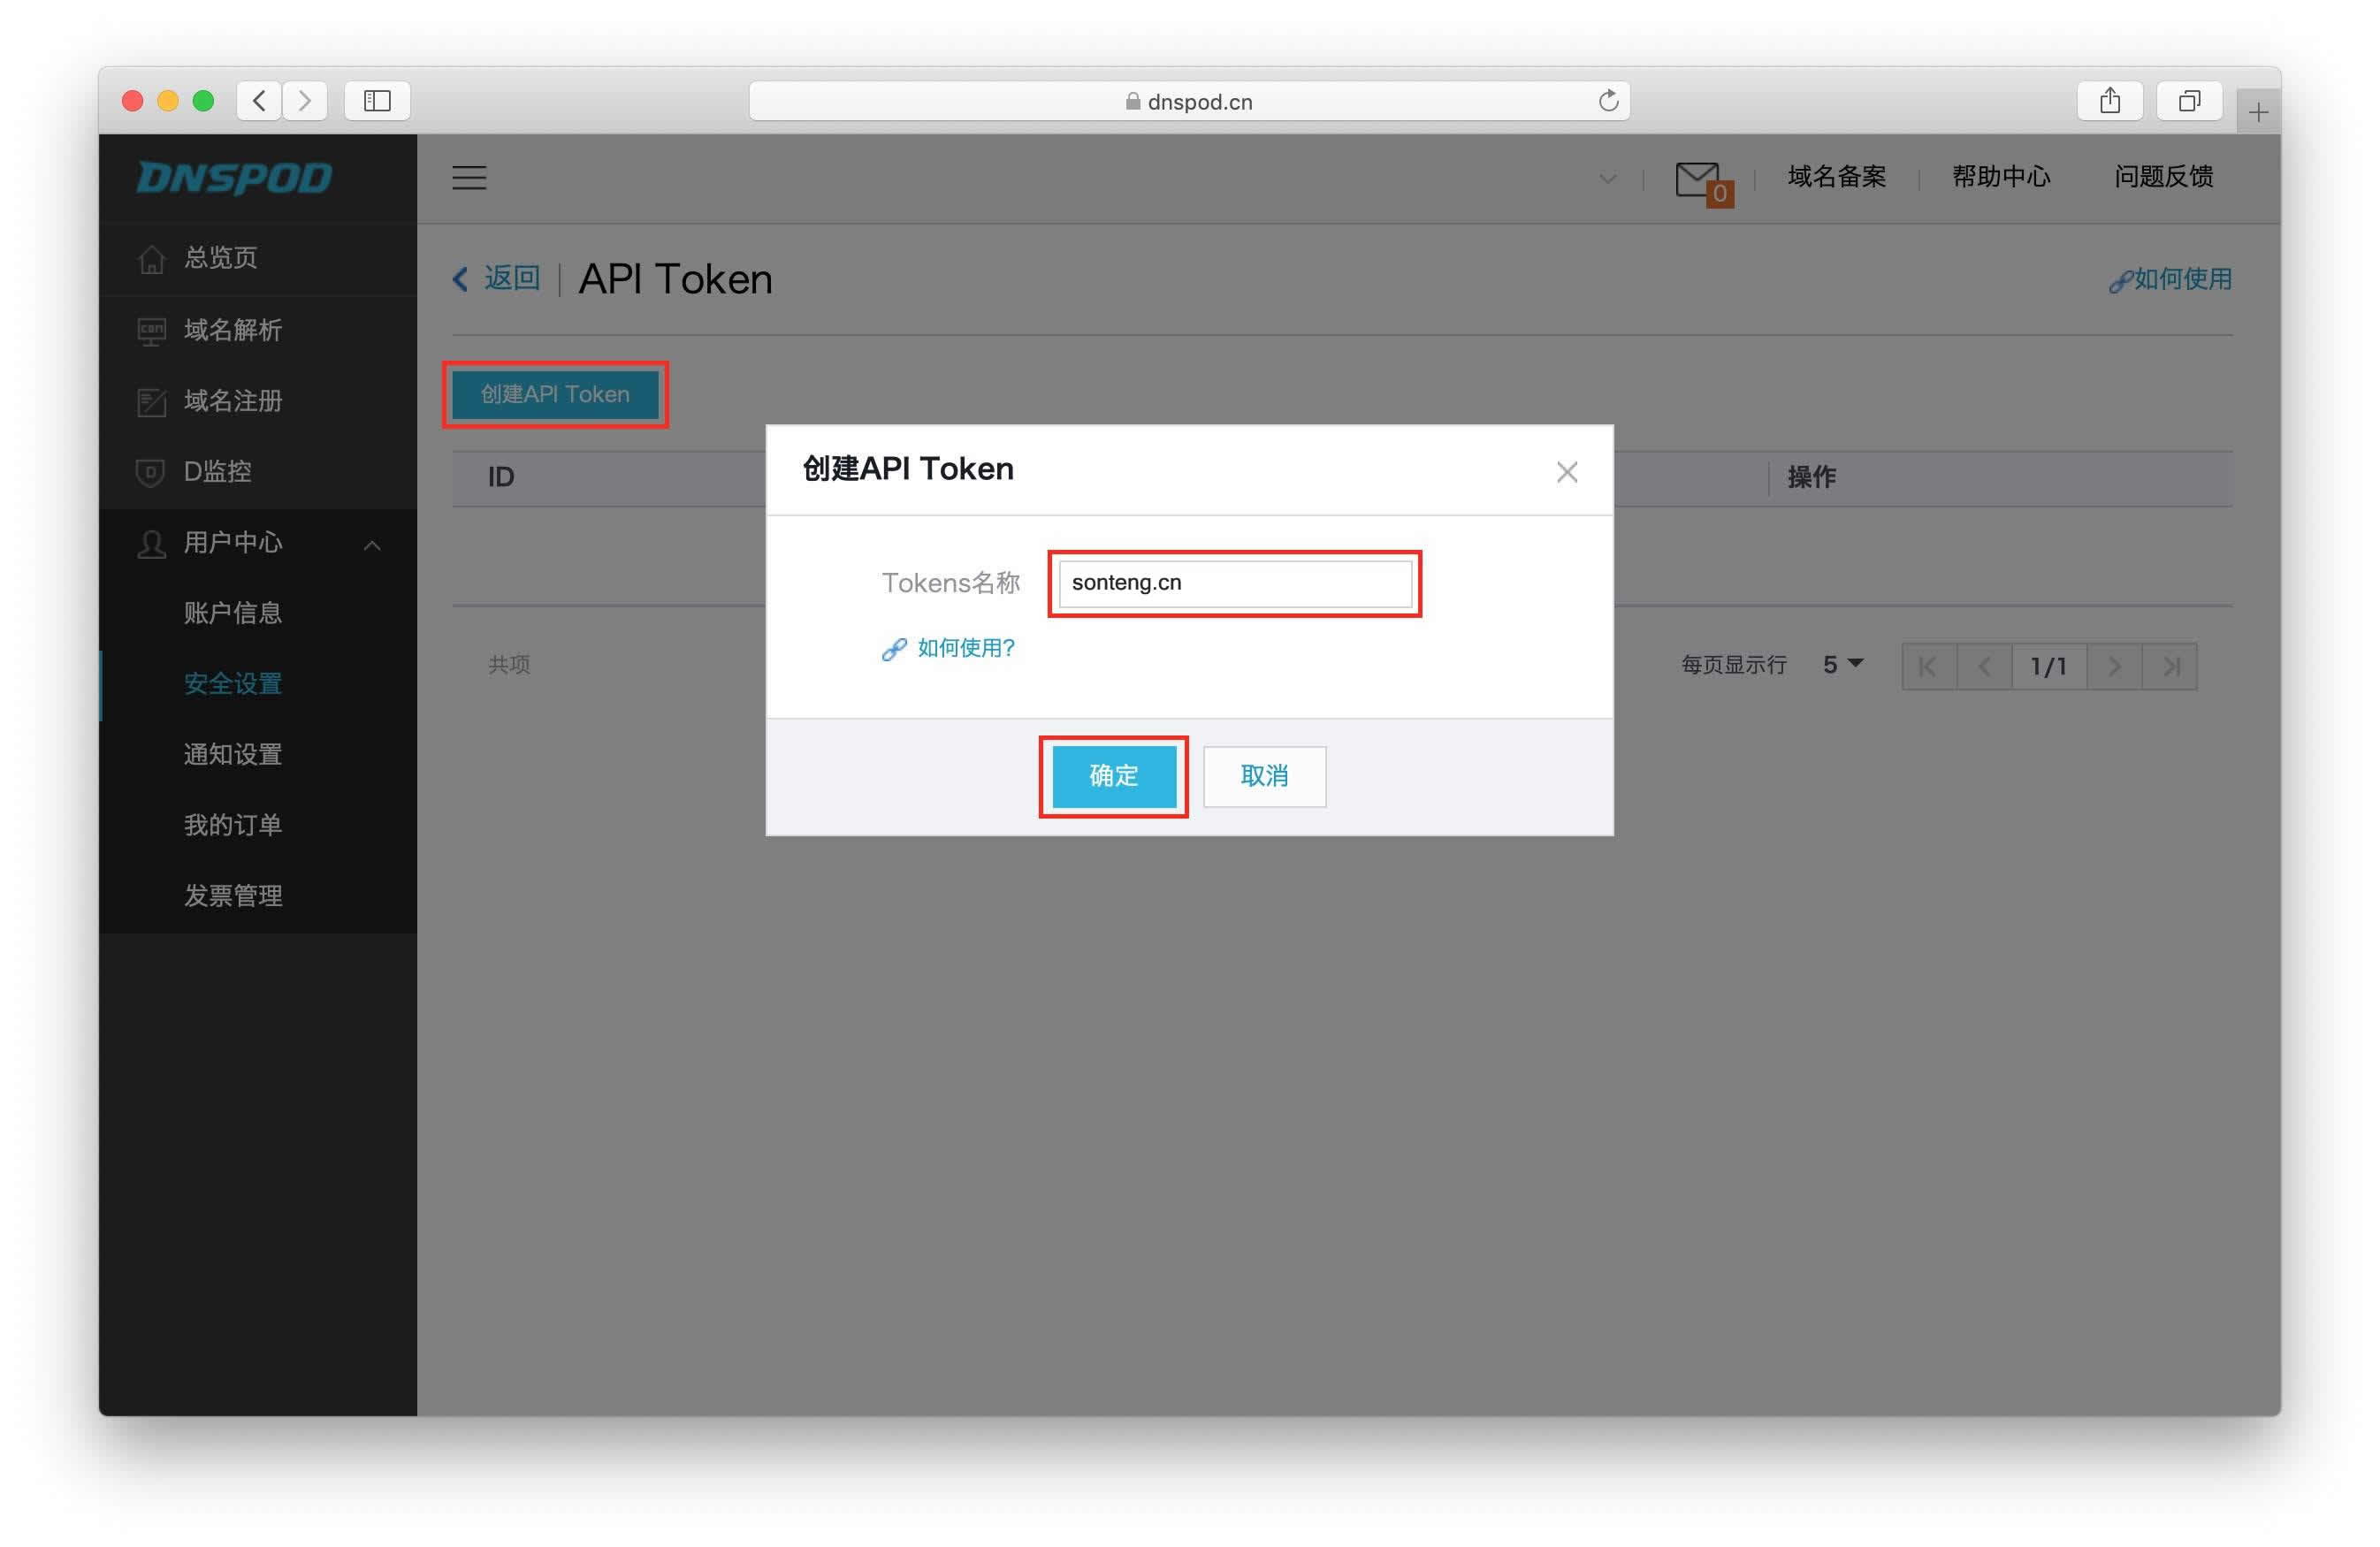 dnspod.cn
DNSPOD
0
域名备案
帮助中心
问题反馈
总览页
域名解析
域名注册
D监控
用户中心
账户信息
安全设置
通知设置
我的订单
发票管理
返回
API Token
如何使用
创建API Token
ID
操作
共项
每页显示行
5
1/1
创建API Token
Tokens名称
sonteng.cn
如何使用?
确定
取消